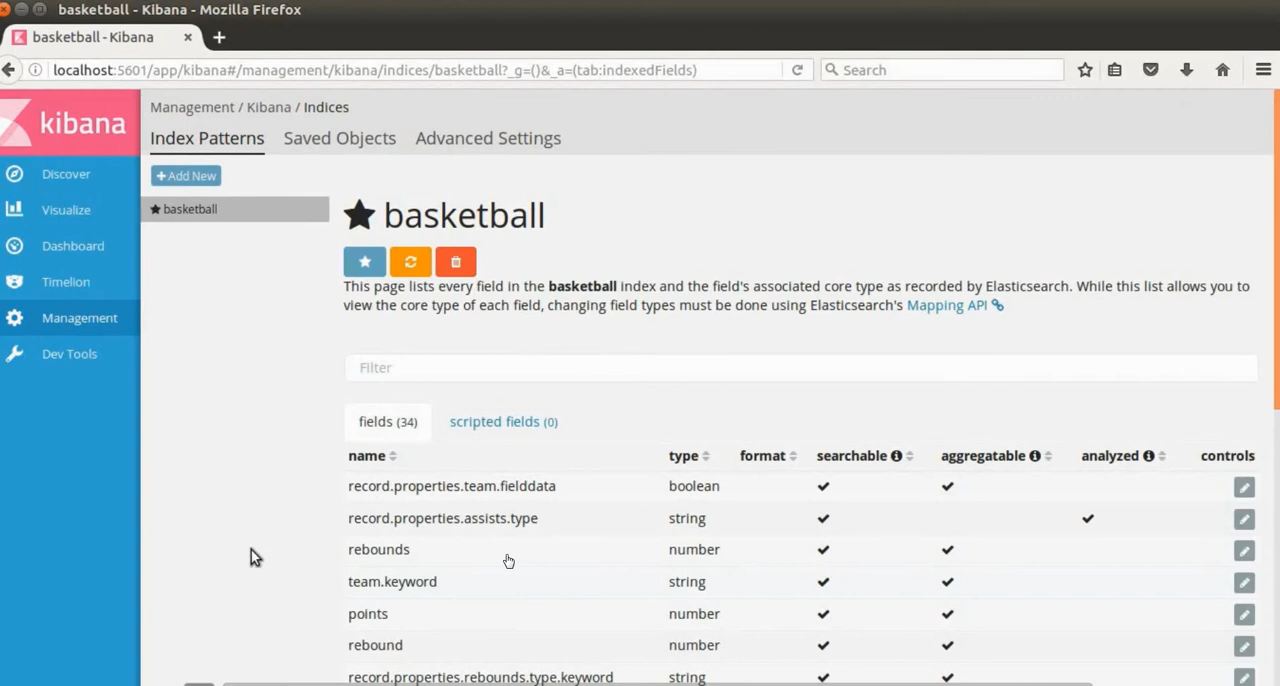 basketball - Kibana - Mozilla Firefox
basketball - Kibana
localhost:5601/app/kibana#/management/kibana/indices/basketball?_g=()&_a=(tab:indexedFields)
Search
kibana
Discover
Visualize
Dashboard
Timelion
Management
Dev Tools
Management / Kibana / Indices
Index Patterns Saved Objects Advanced Settings
Add New
basketball
basketball
This page lists every field in the basketball index and the field's associated core type as recorded by Elasticsearch. While this list allows you to
view the core type of each field, changing field types must be done using Elasticsearch's Mapping API
Filter
fields (34) scripted fields (0)
name type format searchable aggregatable analyzed controls
record.properties.team.fielddata boolean
record.properties.assists.type string
rebounds number
team.keyword string
points number
rebound number
record.properties.rebounds.type.keyword string